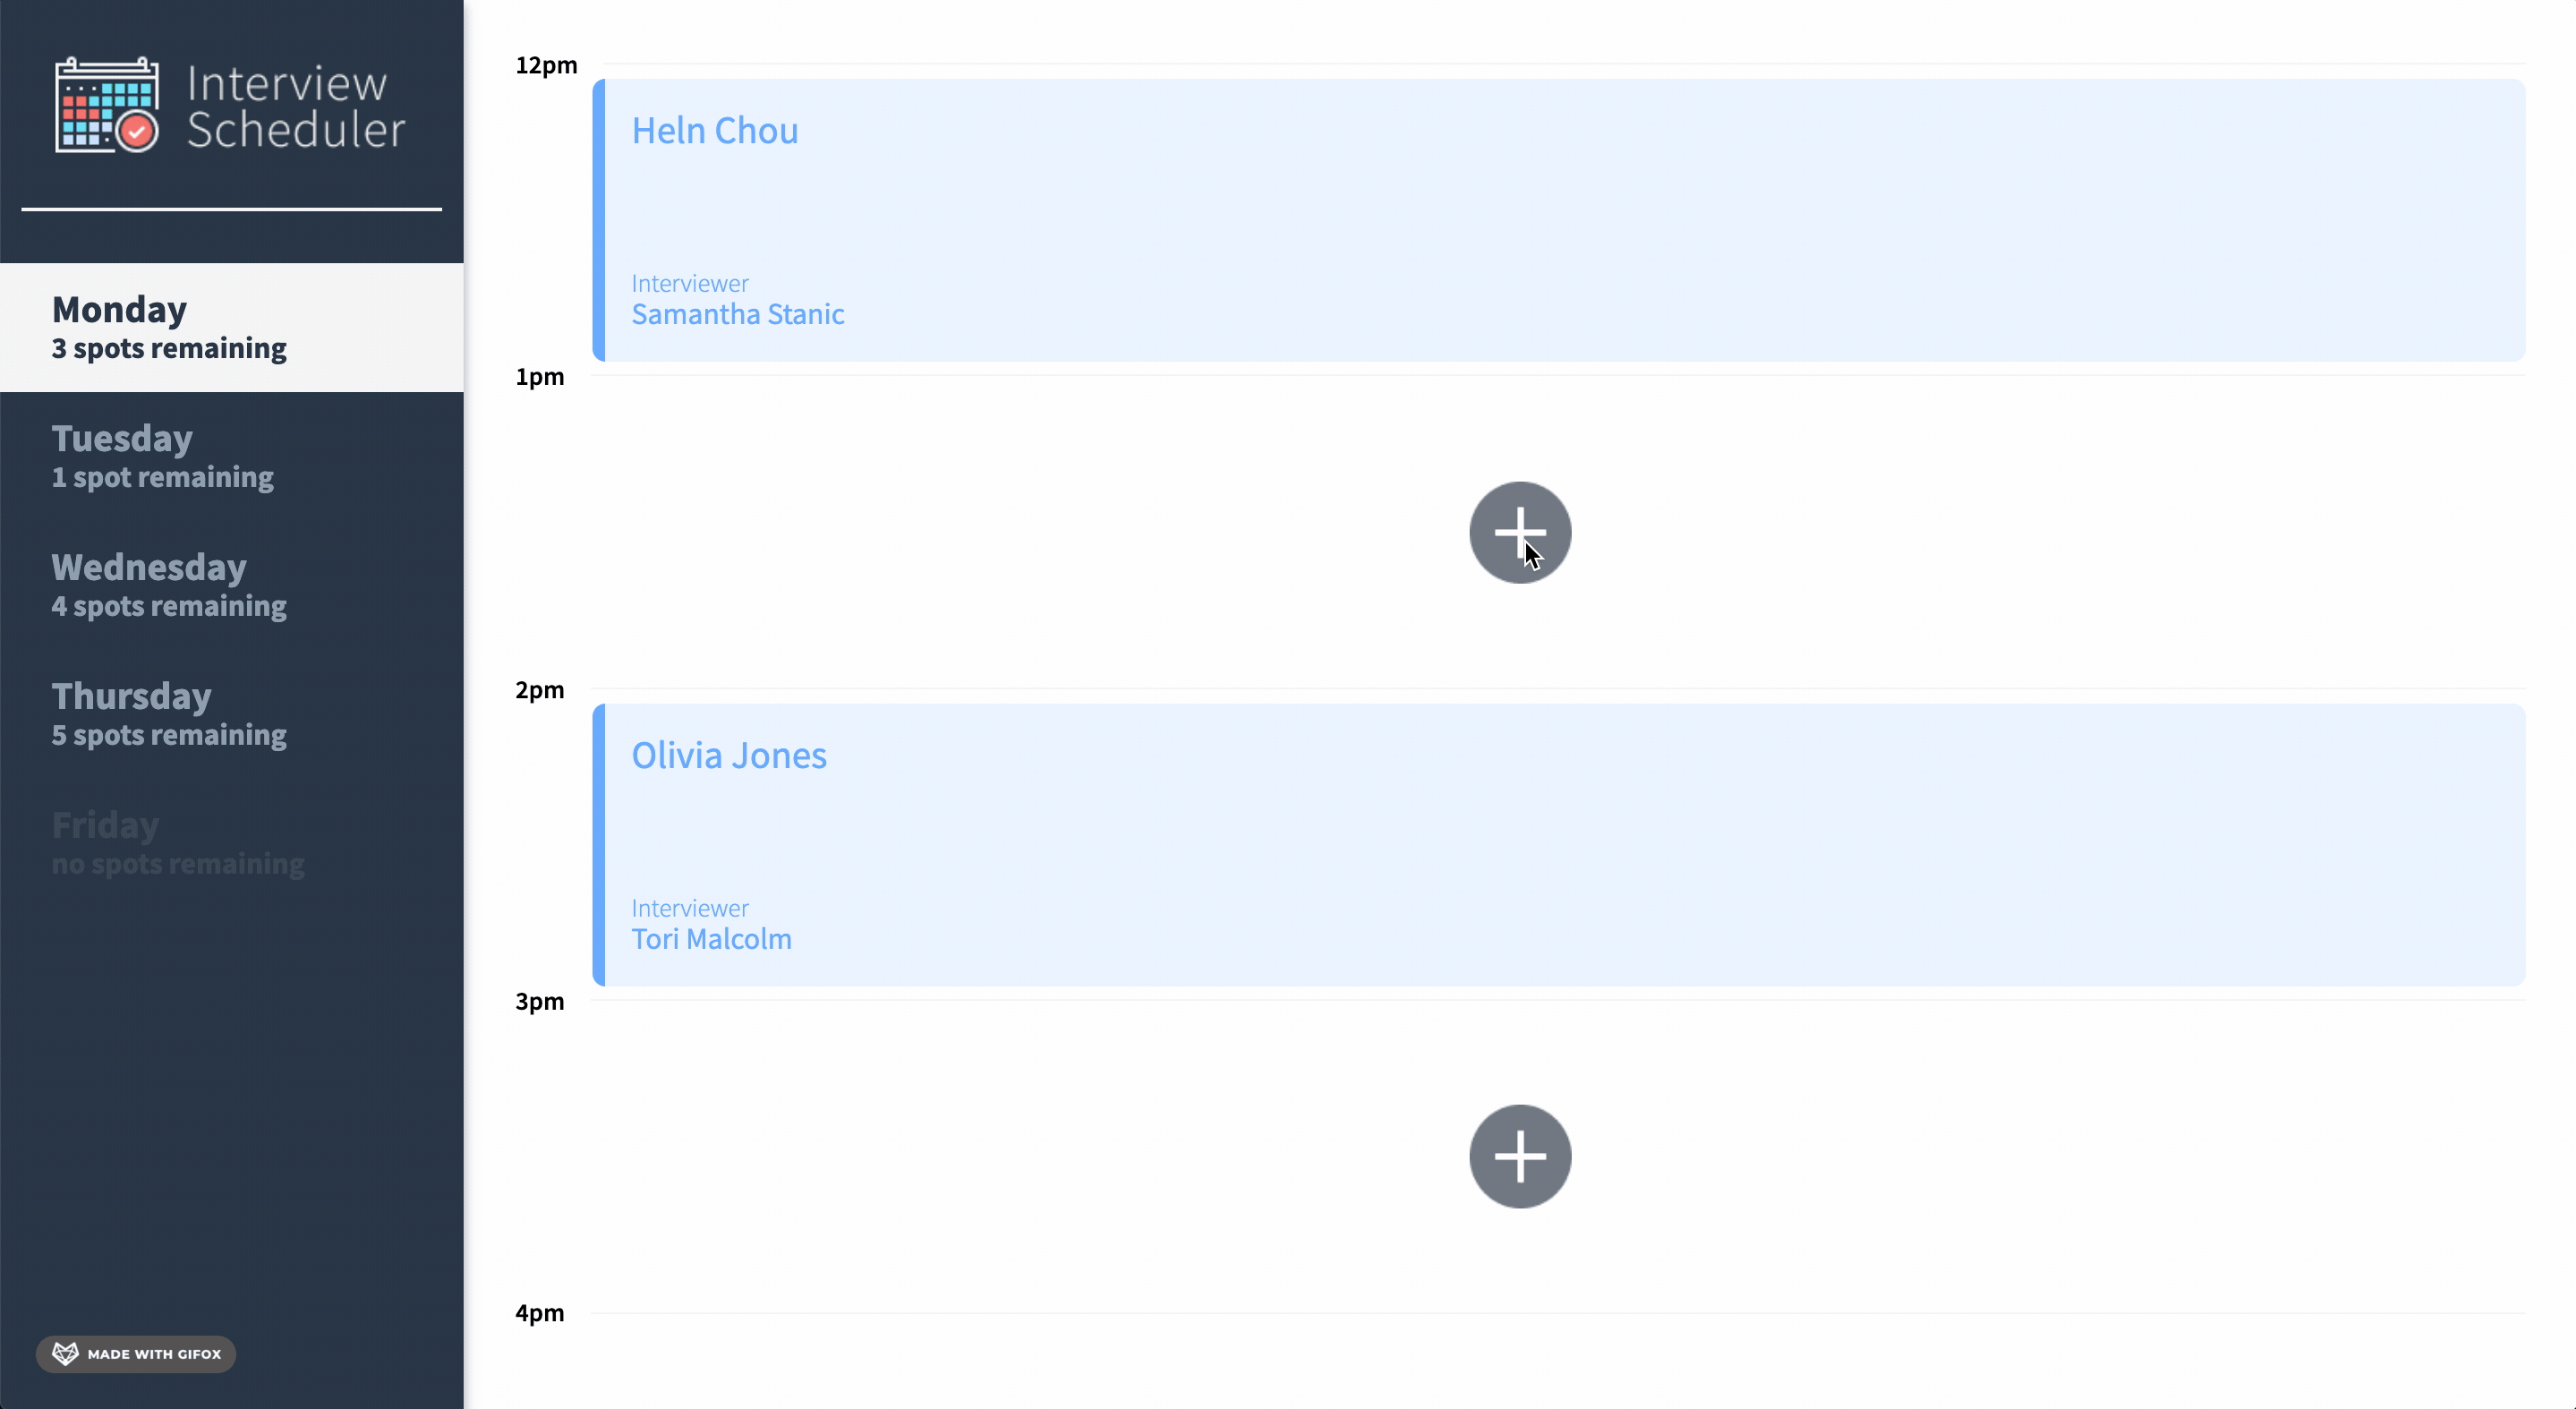 Interview
Scheduler
Monday
3 spots remaining
Tuesday
1 spot remaining
Wednesday
4 spots remaining
Thursday
5 spots remaining
Friday
no spots remaining
MADE WITH GIFOX
12pm
Heln Chou
Interviewer
Samantha Stanic
1pm
2pm
Olivia Jones
Interviewer
Tori Malcolm
3pm
4pm